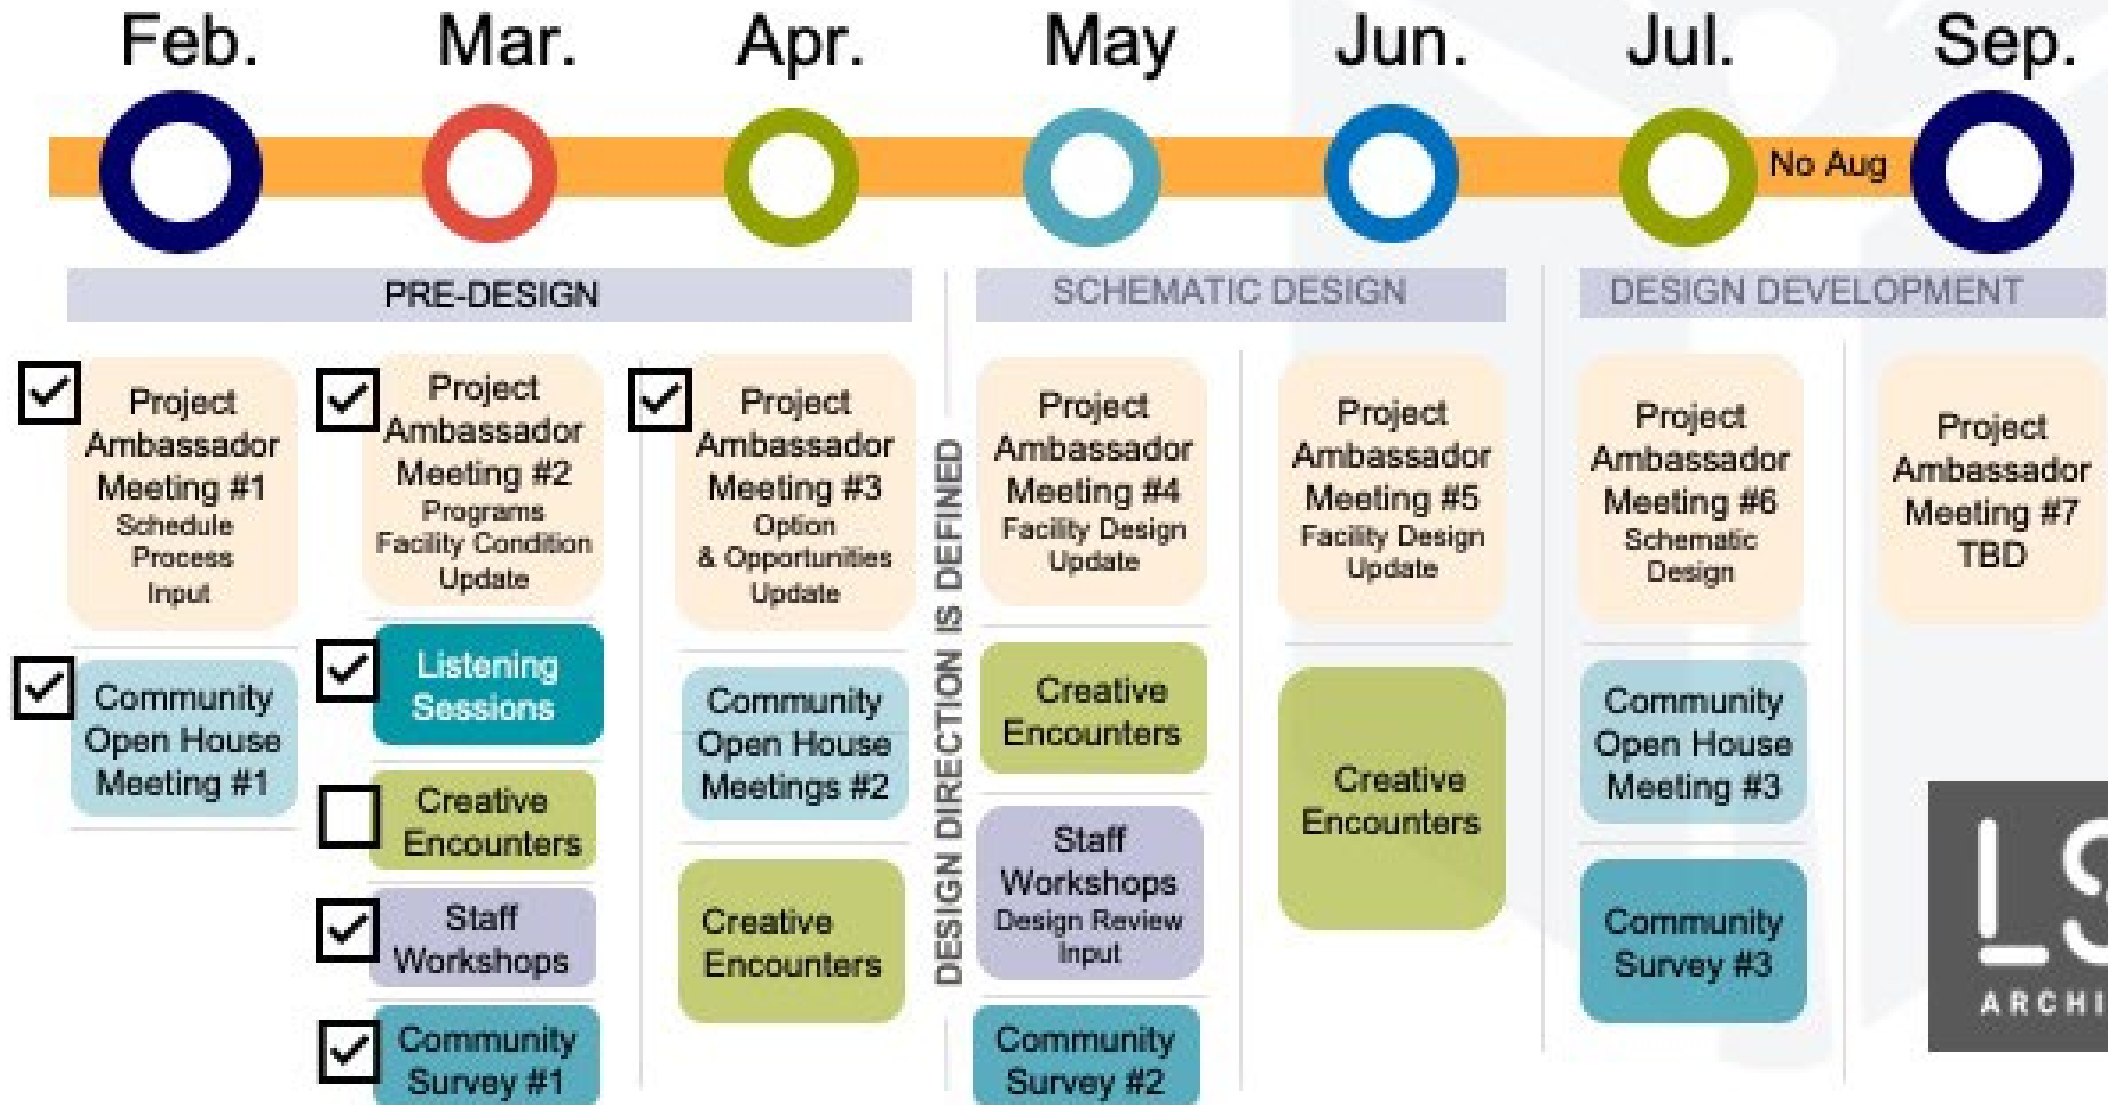 Feb.
Mar.
Apr.
May
Jun.
Jul.
Sep.
No Aug
PRE-DESIGN
SCHEMATIC DESIGN
DESIGN DEVELOPMENT
Project
Ambassador
Meeting #1
Schedule
Process
Input
Community
Open House
Meeting #1
Project
Ambassador
Meeting #2
Programs
Facility Condition
Update
Listening
Sessions
Creative
Encounters
Staff
Workshops
Community
Survey #1
Project
Ambassador
Meeting #3
Option
& Opportunities
Update
Community
Open House
Meetings #2
Creative
Encounters
DESIGN DIRECTION IS DEFINED
Project
Ambassador
Meeting #4
Facility Design
Update
Creative
Encounters
Staff
Workshops
Design Review
Input
Community
Survey #2
Project
Ambassador
Meeting #5
Facility Design
Update
Creative
Encounters
Project
Ambassador
Meeting #6
Schematic
Design
Community
Open House
Meeting #3
Community
Survey #3
Project
Ambassador
Meeting #7
TBD
LS
ARCHI